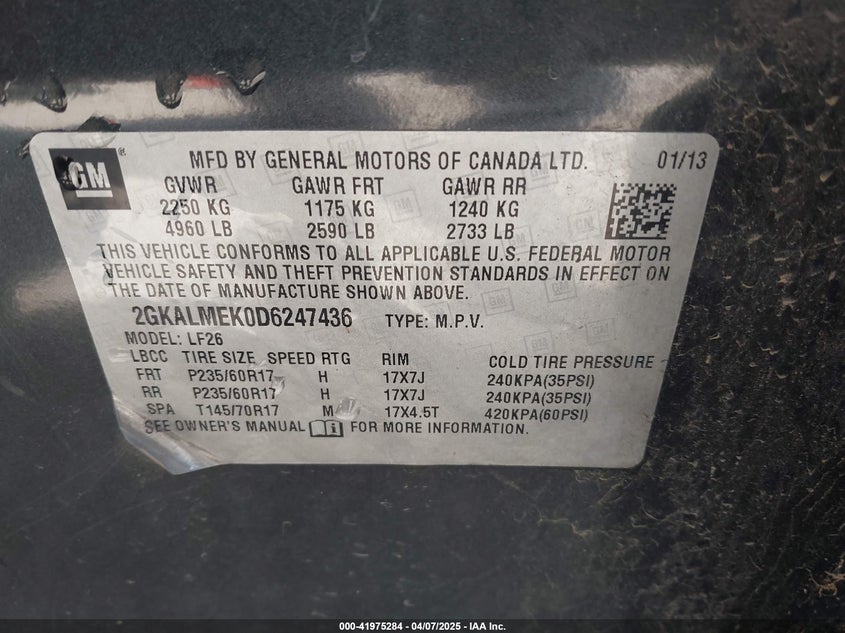 GM ® MFD BY GENERAL MOTORS OF CANADA LTD. 01/13
GVWR GAWR FRT GAWR RR
2250 KG 1175 KG 1240 KG
4960 LB 2590 LB 2733 LB
THIS VEHICLE CONFORMS TO ALL APPLICABLE U.S. FEDERAL MOTOR
VEHICLE SAFETY AND THEFT PREVENTION STANDARDS IN EFFECT ON
THE DATE OF MANUFACTURE SHOWN ABOVE.
2GKALMEK0D6247436 TYPE: M.P.V.
MODEL: LF26
LBCC TIRE SIZE SPEED RTG RIM COLD TIRE PRESSURE
FRT P235/60R17 H 17X7J 240KPA(35PSI)
RR P235/60R17 H 17X7J 240KPA(35PSI)
SPA T145/70R17 M 17X4.5T 420KPA(60PSI)
SEE OWNER'S MANUAL FOR MORE INFORMATION.
000-41975284 - 04/07/2025 - IAA Inc.